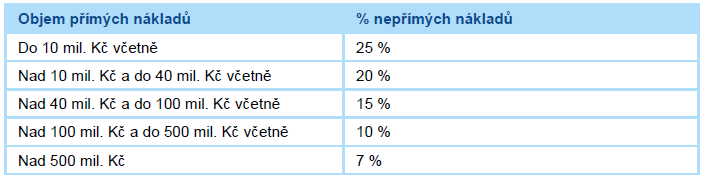 Objem přímých nákladů % nepřímých nákladů
Do 10 mil. Kč včetně 25 %
Nad 10 mil. Kč a do 40 mil. Kč včetně 20 %
Nad 40 mil. Kč a do 100 mil. Kč včetně 15 %
Nad 100 mil. Kč a do 500 mil. Kč včetně 10 %
Nad 500 mil. Kč 7 %